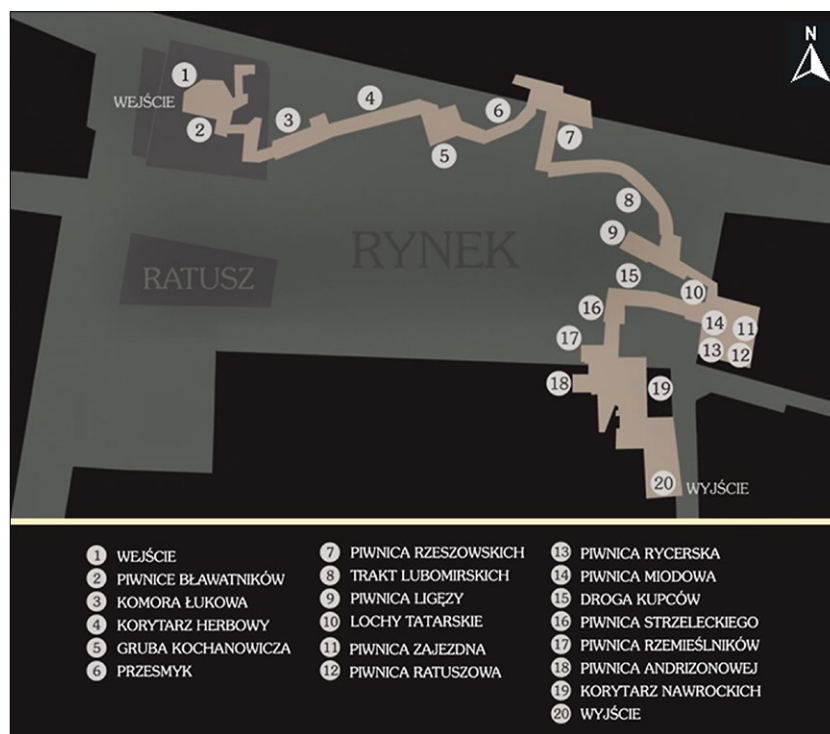 N
1
WEJŚCIE
2
3
4
5
6
7
8
9
10
11
12
13
14
15
16
17
18
19
20
WYJŚCIE
RYNEK
RATUSZ
1 WEJŚCIE
2 PIWNICE BŁAWATNIKÓW
3 KOMORA ŁUKOWA
4 KORYTARZ HERBOWY
5 GRUBA KOCHANOWICZA
6 PRZESMYK
7 PIWNICA RZESZOWSKICH
8 TRAKT LUBOMIRSKICH
9 PIWNICA LIGĘZY
10 LOCHY TATARSKIE
11 PIWNICA ZAJEZDNA
12 PIWNICA RATUSZOWA
13 PIWNICA RYCERSKA
14 PIWNICA MIODOWA
15 DROGA KUPCÓW
16 PIWNICA STRZELECKIEGO
17 PIWNICA RZEMIEŚLNIKÓW
18 PIWNICA ANDRIZONOWEJ
19 KORYTARZ NAWROCKICH
20 WYJŚCIE